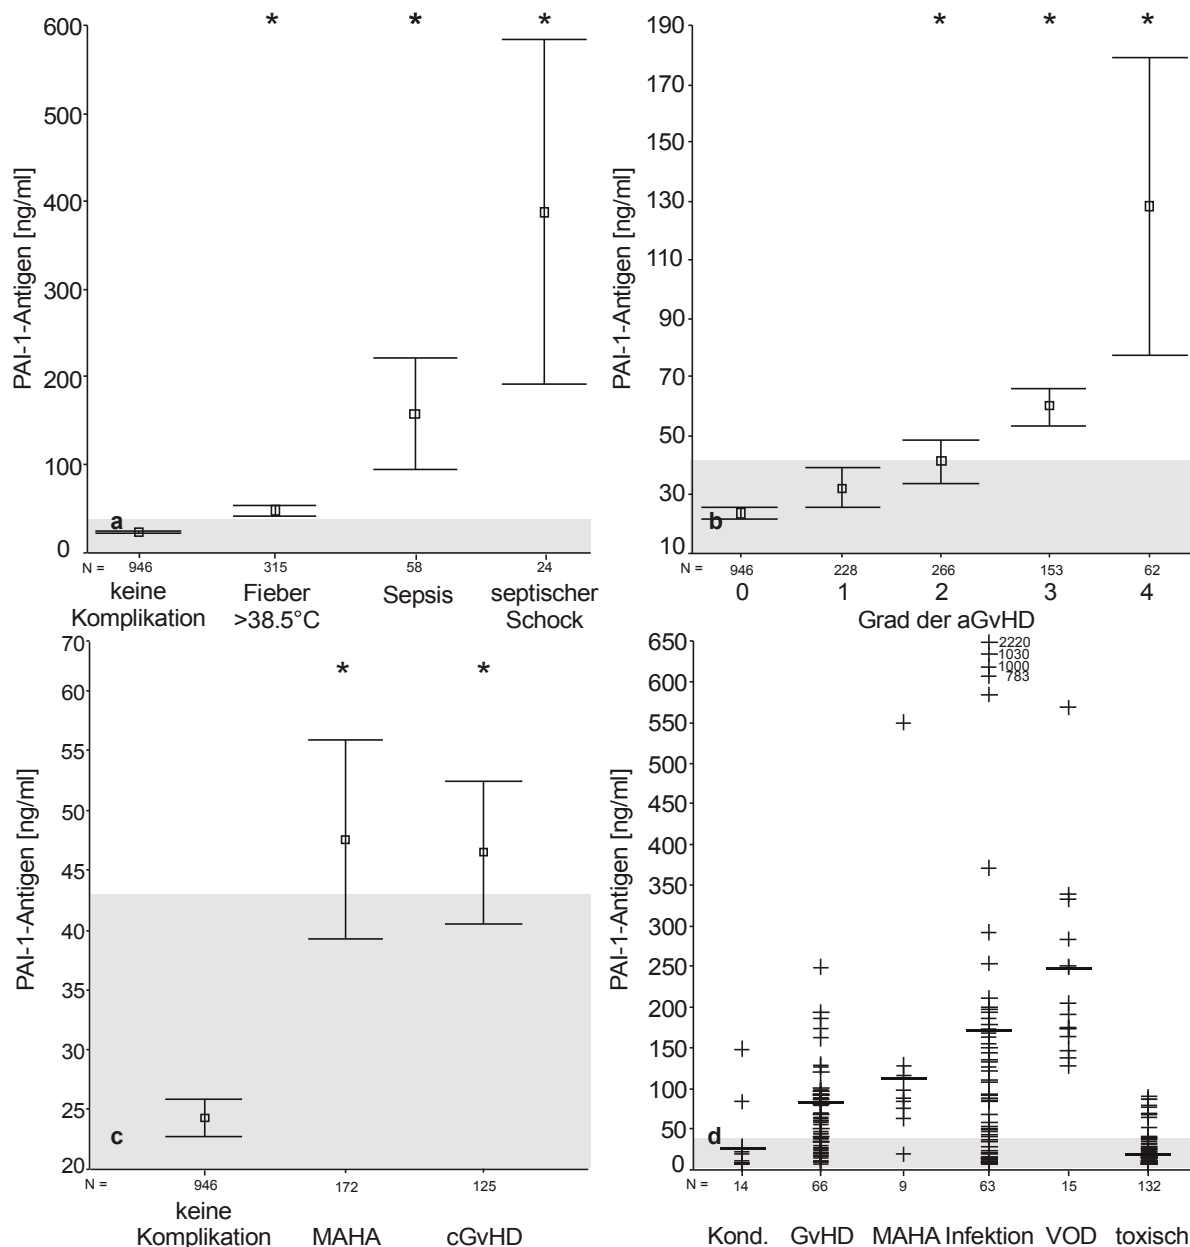 * * *
600
500
400
300
200
100
0
PAI-1-Antigen [ng/ml]
a
N = 946 315 58 24
keine Komplikation
Fieber >38.5°C
Sepsis
septischer Schock
* * *
190
170
150
130
110
90
70
50
30
10
PAI-1-Antigen [ng/ml]
b
N = 946 228 266 153 62
0 1 2 3 4
Grad der aGvHD
* *
70
60
55
50
45
40
35
30
25
20
PAI-1-Antigen [ng/ml]
c
N = 946 172 125
keine
Komplikation MAHA cGvHD
650
600
550
500
450
400
350
300
250
200
150
100
50
0
PAI-1-Antigen [ng/ml]
2220
1030
1000
783
d
N = 14 66 9 63 15 132
Kond. GvHD MAHA Infektion VOD toxisch